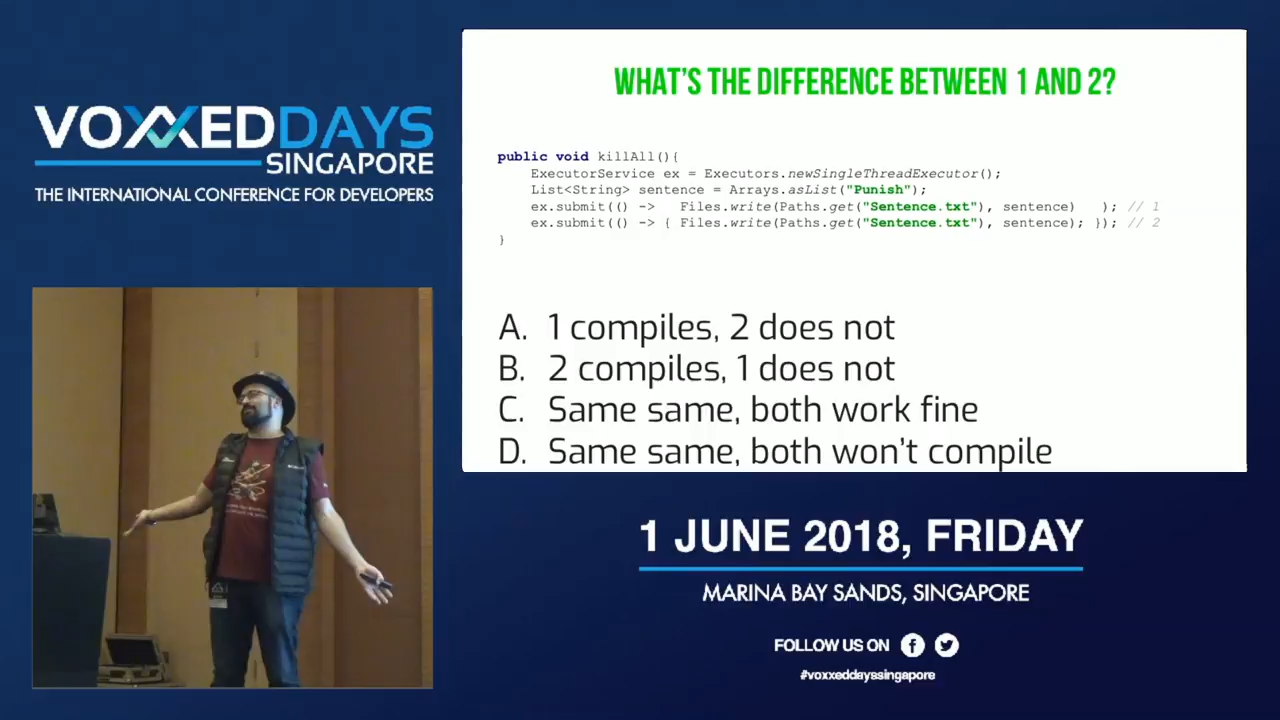 VOXXEDDAYS
SINGAPORE
THE INTERNATIONAL CONFERENCE FOR DEVELOPERS
WHAT'S THE DIFFERENCE BETWEEN 1 AND 2?
public void killAll(){
    ExecutorService ex = Executors.newSingleThreadExecutor();
    List<String> sentence = Arrays.asList("Punish");
    ex.submit(() ->   Files.write(Paths.get("Sentence.txt"), sentence)   ); // 1
    ex.submit(() -> { Files.write(Paths.get("Sentence.txt"), sentence); }); // 2
}
A. 1 compiles, 2 does not
B. 2 compiles, 1 does not
C. Same same, both work fine
D. Same same, both won't compile
1 JUNE 2018, FRIDAY
MARINA BAY SANDS, SINGAPORE
FOLLOW US ON
#voxxeddayssingapore